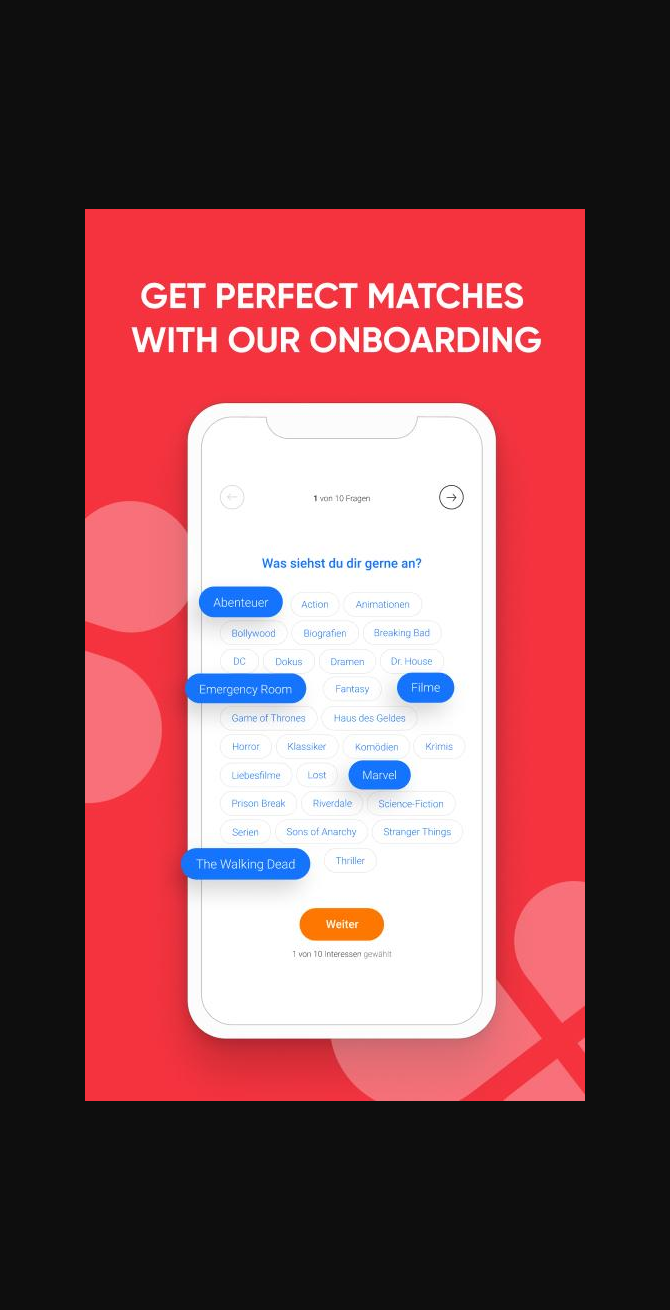 GET PERFECT MATCHES
WITH OUR ONBOARDING
1 von 10 Fragen
Was siehst du dir gerne an?
Abenteuer Action Animationen
Bollywood Biografien Breaking Bad
DC Dokus Dramen Dr. House
Emergency Room Fantasy Filme
Game of Thrones Haus des Geldes
Horror Klassiker Komödien Krimis
Liebesfilme Lost Marvel
Prison Break Riverdale Science-Fiction
Serien Sons of Anarchy Stranger Things
The Walking Dead Thriller
Weiter
1 von 10 Interessen gewählt